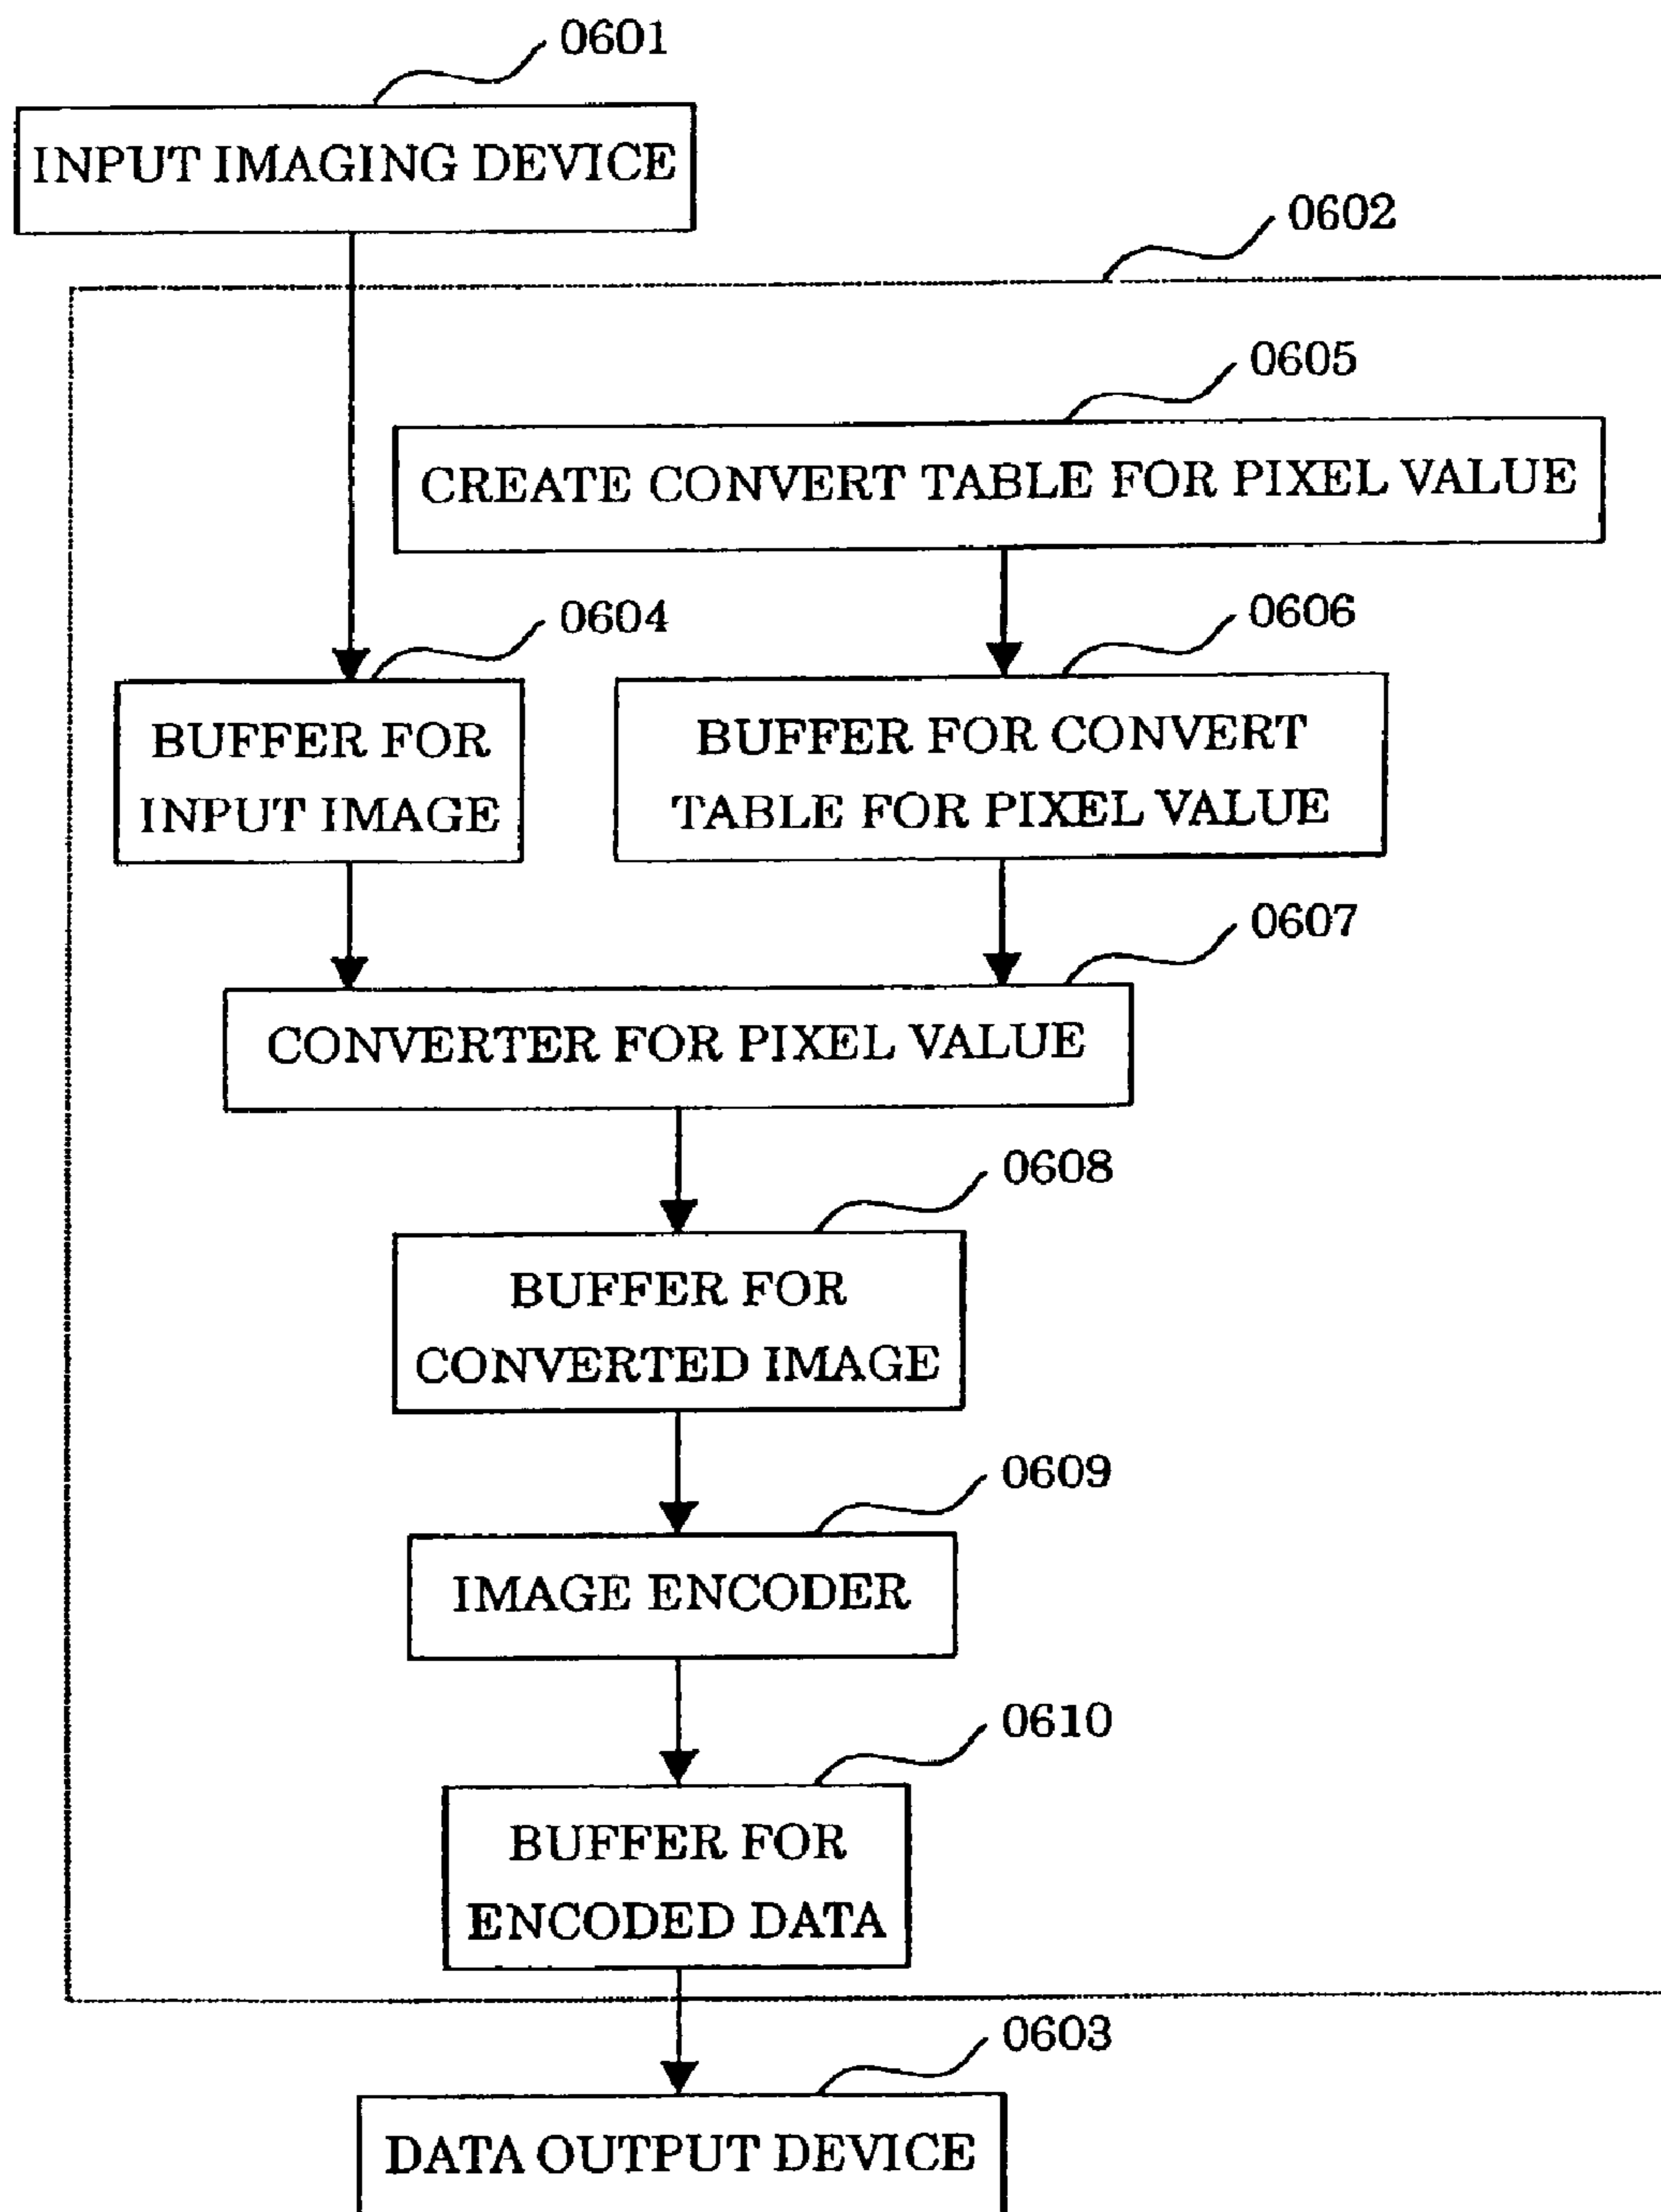 0601
INPUT IMAGING DEVICE
0602
0605
CREATE CONVERT TABLE FOR PIXEL VALUE
0604
0606
BUFFER FOR
INPUT IMAGE
BUFFER FOR CONVERT
TABLE FOR PIXEL VALUE
0607
CONVERTER FOR PIXEL VALUE
0608
BUFFER FOR
CONVERTED IMAGE
0609
IMAGE ENCODER
0610
BUFFER FOR
ENCODED DATA
0603
DATA OUTPUT DEVICE